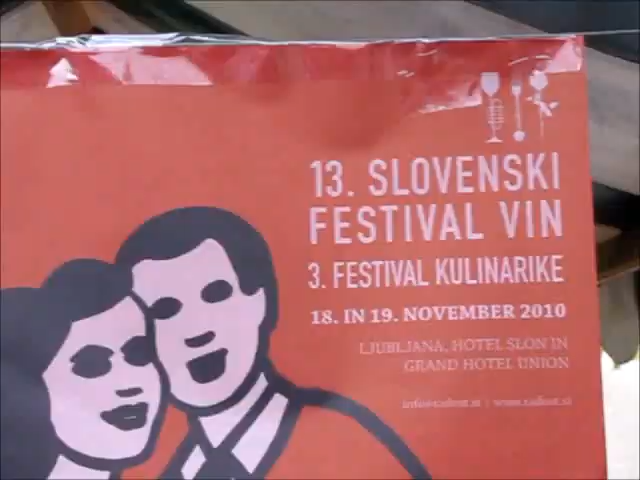 13. SLOVENSKI
FESTIVAL VIN
3. FESTIVAL KULINARIKE
18. IN 19. NOVEMBER 2010
LJUBLJANA, HOTEL SLON IN
GRAND HOTEL UNION